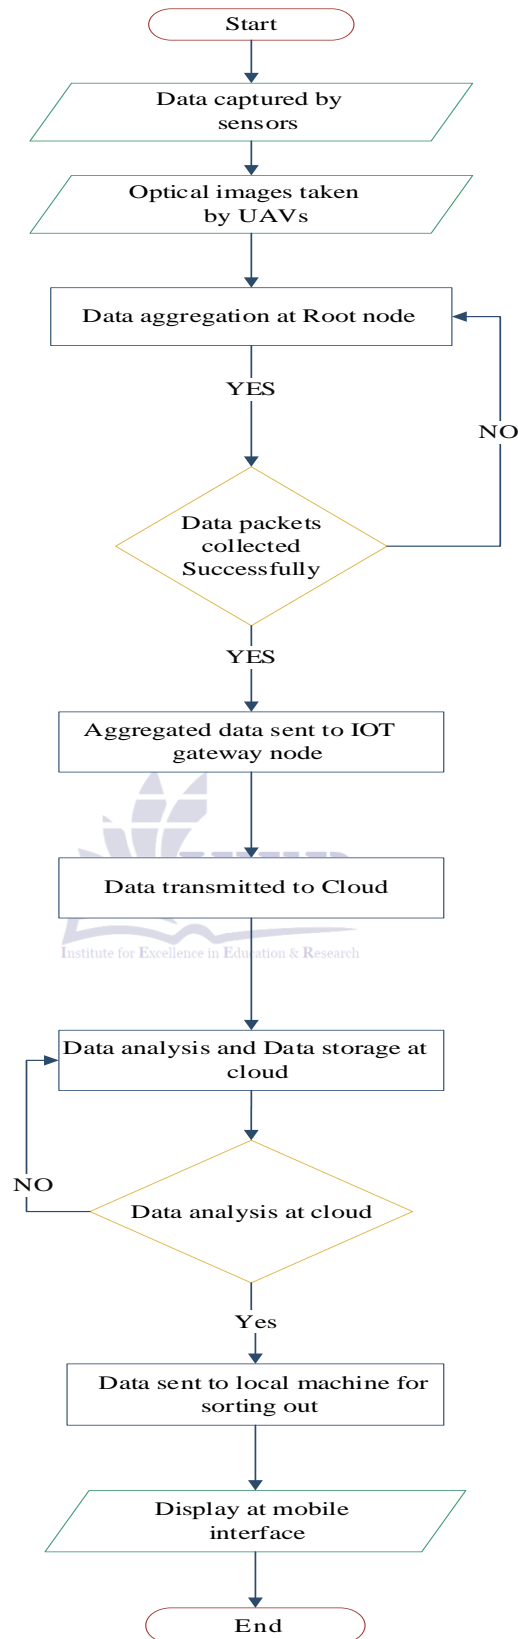 Start
Data captured by
sensors
Optical images taken
by UAVs
Data aggregation at Root node
YES
NO
Data packets
collected
Successfully
YES
Aggregated data sent to IOT
gateway node
Data transmitted to Cloud
Institute for Excellence in Education & Research
Data analysis and Data storage at
cloud
NO
Data analysis at cloud
Yes
Data sent to local machine for
sorting out
Display at mobile
interface
End